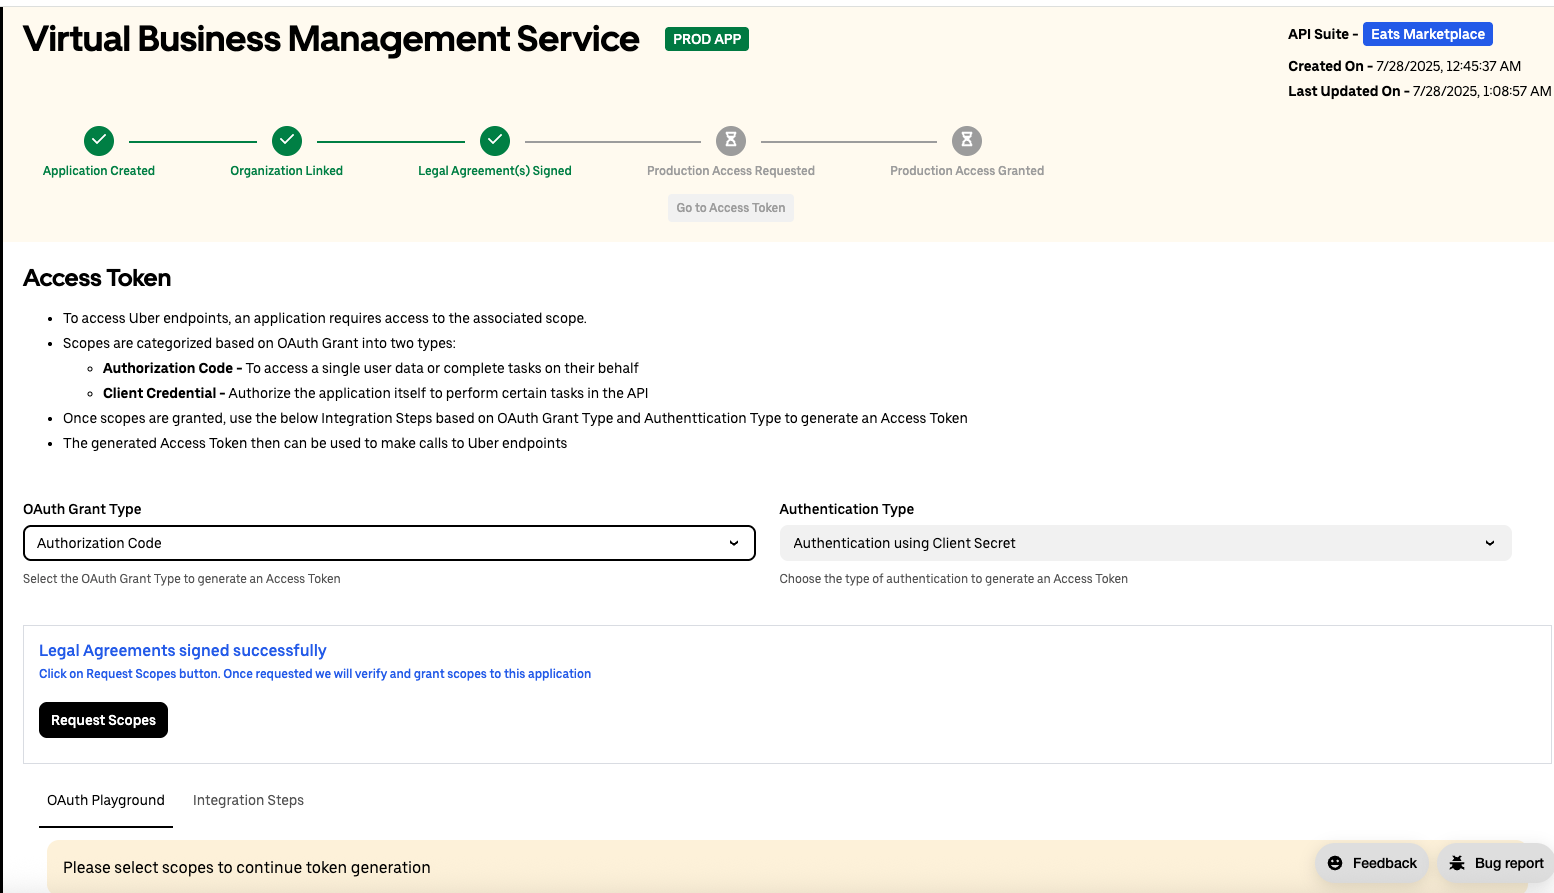 Virtual Business Management Service PROD APP
API Suite - Eats Marketplace
Created On - 7/28/2025, 12:45:37 AM
Last Updated On - 7/28/2025, 1:08:57 AM
Application Created
Organization Linked
Legal Agreement(s) Signed
Production Access Requested
Production Access Granted
Go to Access Token
Access Token
• To access Uber endpoints, an application requires access to the associated scope.
• Scopes are categorized based on OAuth Grant into two types:
◦ Authorization Code - To access a single user data or complete tasks on their behalf
◦ Client Credential - Authorize the application itself to perform certain tasks in the API
• Once scopes are granted, use the below Integration Steps based on OAuth Grant Type and Authenttication Type to generate an Access Token
• The generated Access Token then can be used to make calls to Uber endpoints
OAuth Grant Type
Authorization Code
Select the OAuth Grant Type to generate an Access Token
Authentication Type
Authentication using Client Secret
Choose the type of authentication to generate an Access Token
Legal Agreements signed successfully
Click on Request Scopes button. Once requested we will verify and grant scopes to this application
Request Scopes
OAuth Playground
Integration Steps
Please select scopes to continue token generation
Feedback
Bug report